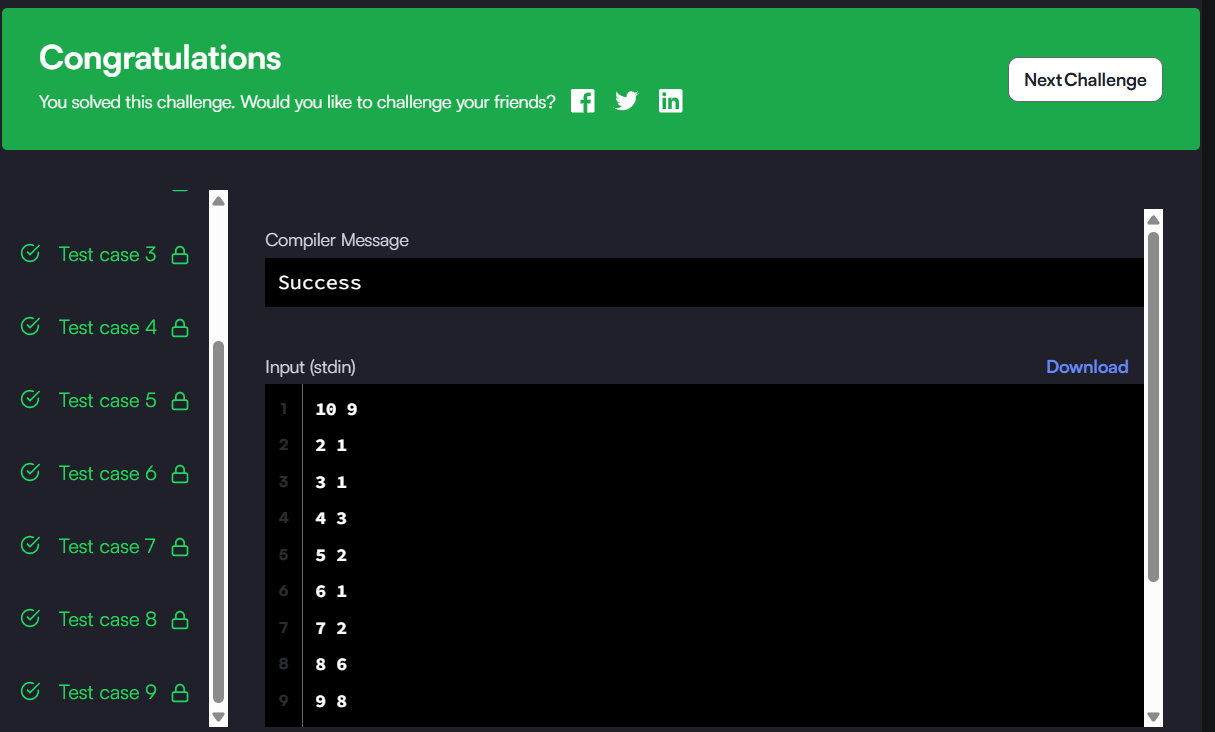 Congratulations
You solved this challenge. Would you like to challenge your friends?
Next Challenge
Test case 3
Test case 4
Test case 5
Test case 6
Test case 7
Test case 8
Test case 9
Compiler Message
Success
Input (stdin)
Download
1 10 9
2 2 1
3 3 1
4 4 3
5 5 2
6 6 1
7 7 2
8 8 6
9 9 8